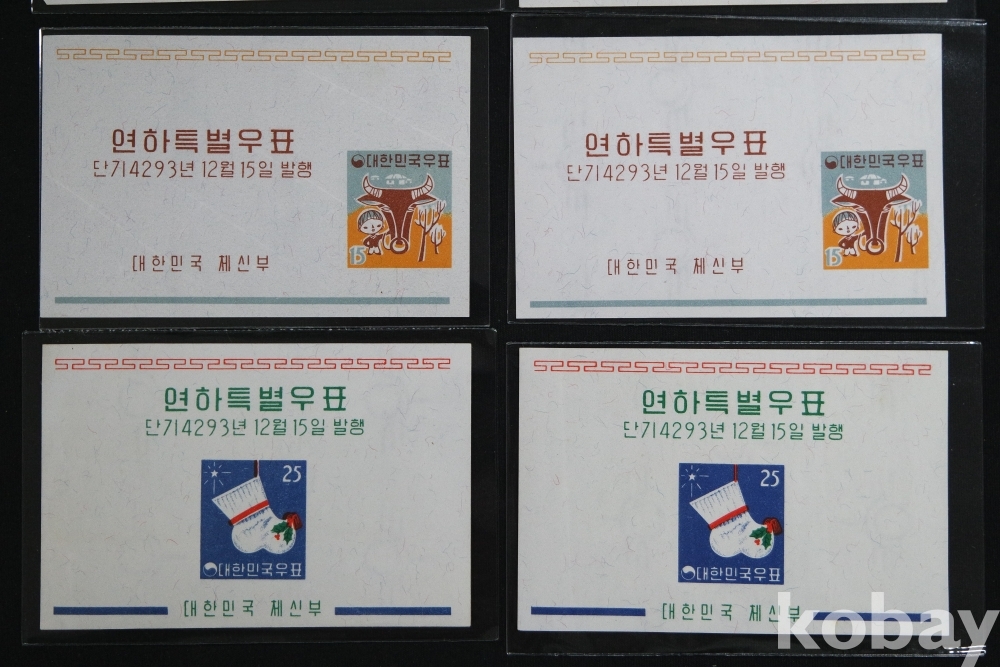 연하특별우표
단기4293년 12월 15일 발행
대한민국우표
15
대한민국 체신부
연하특별우표
단기4293년 12월 15일 발행
대한민국우표
15
대한민국 체신부
연하특별우표
단기4293년 12월 15일 발행
25
대한민국우표
대한민국 체신부
연하특별우표
단기4293년 12월 15일 발행
25
대한민국우표
대한민국 체신부
kobay